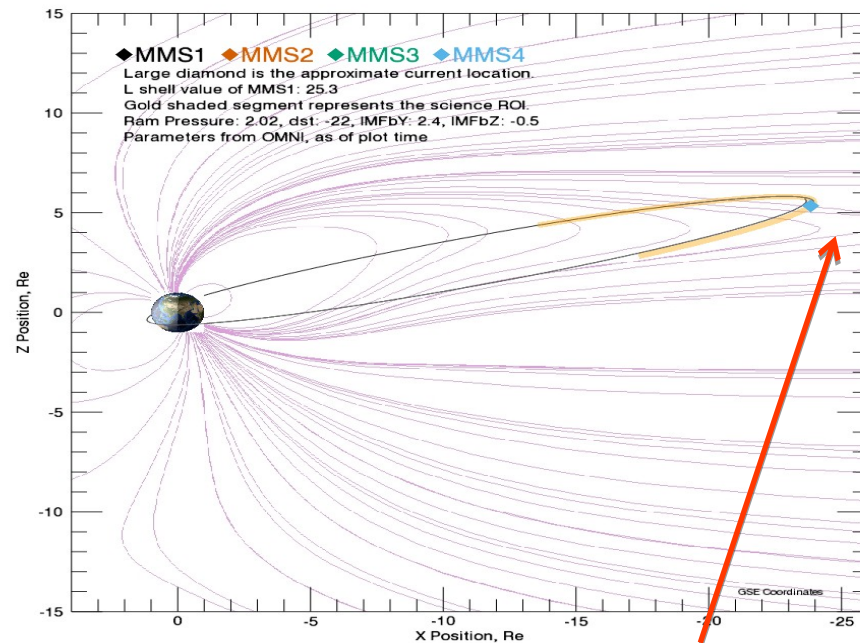 15
10
5
0
-5
-10
-15
Z Position, Re
◆MMS1 ◆MMS2 ◆MMS3 ◆MMS4
Large diamond is the approximate current location.
L shell value of MMS1: 25.3
Gold shaded segment represents the science ROI.
Ram Pressure: 2.02, dst: -22, IMFbY: 2.4, IMFbZ: -0.5
Parameters from OMNI, as of plot time
GSE Coordinates
0 -5 -10 -15 -20 -25
X Position, Re